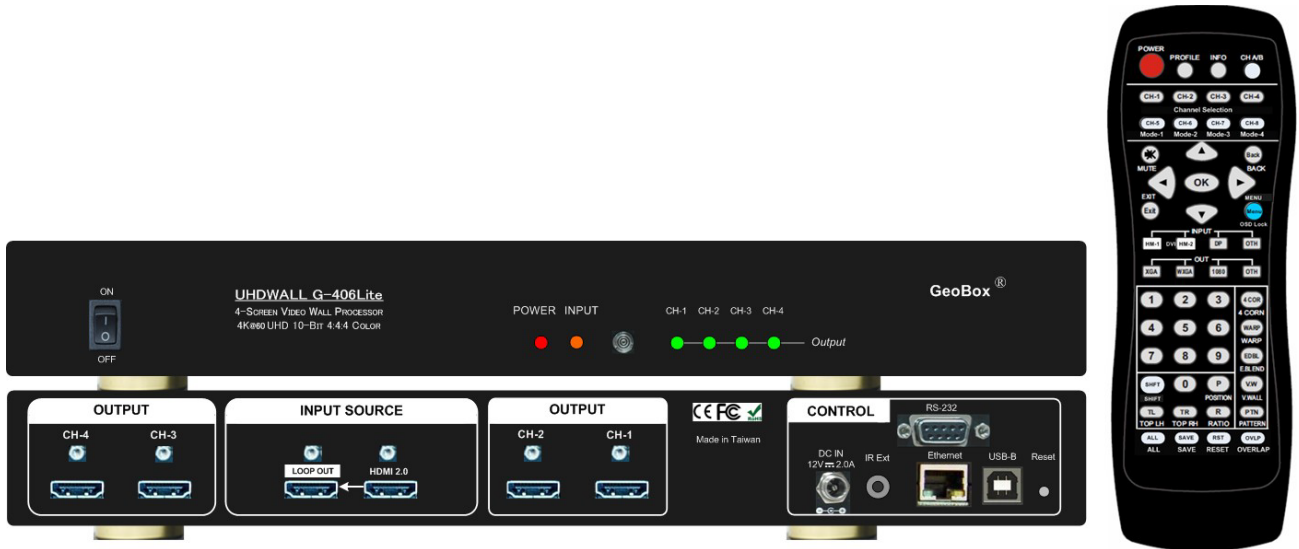 ON
OFF
UHDWALL G-406Lite
4-SCREEN VIDEO WALL PROCESSOR
4K@60 UHD 10-BIT 4:4:4 COLOR
POWER INPUT
CH-1 CH-2 CH-3 CH-4
Output
GeoBox ®
OUTPUT
CH-4 CH-3
INPUT SOURCE
LOOP OUT HDMI 2.0
OUTPUT
CH-2 CH-1
CE FC
Made in Taiwan
CONTROL
RS-232
DC IN
12V 2.0A
IR Ext
Ethernet
USB-B
Reset
POWER
PROFILE INFO CH A/B
CH-1 CH-2 CH-3 CH-4
Channel Selection
CH-5 CH-6 CH-7 CH-8
Mode-1 Mode-2 Mode-3 Mode-4
Back
MUTE BACK
OK
EXIT MENU
Exit Menu
OSD Lock
INPUT
HM-1 DVI HM-2 DP OTH
OUT
XGA WXGA 1080 OTH
1 2 3 4COR
4 CORN
4 5 6 WARP
WARP
7 8 9 EDBL
E.BLEND
SHIFT 0 P V.W
SHIFT POSITION V.WALL
TL TR R PTN
TOP LH TOP RH RATIO PATTERN
ALL SAVE RST OVLP
ALL SAVE RESET OVERLAP